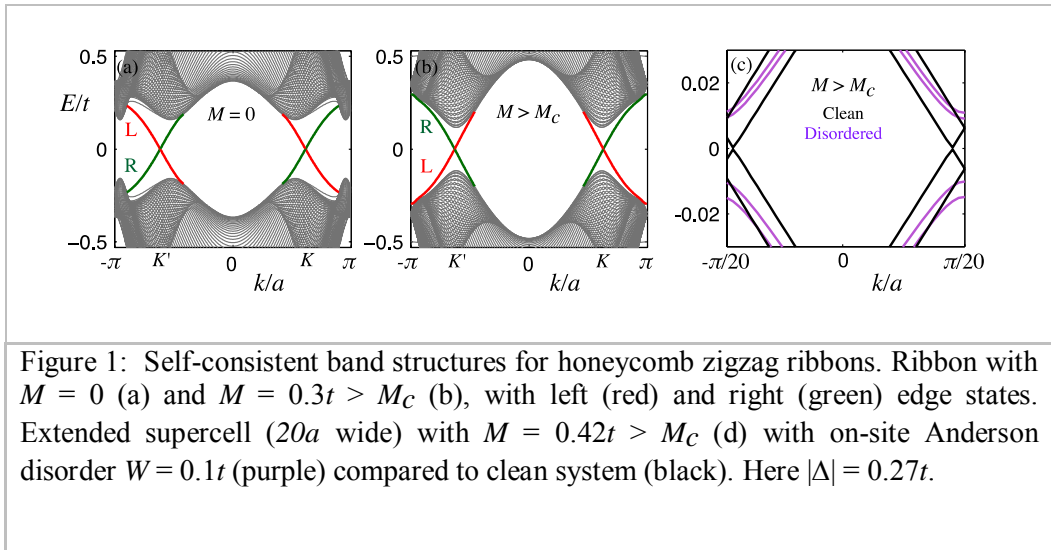 0.5 (a) 0.5 (b) (c) M > M_C
0.02
E/t M = 0 M > M_C Clean
L R Disordered
0 0 0
R L
-0.02
−0.5 −0.5
-π K' 0 K π -π K' 0 K π -π/20 0 π/20
k/a k/a k/a
Figure 1: Self-consistent band structures for honeycomb zigzag ribbons. Ribbon with
M = 0 (a) and M = 0.3t > M_C (b), with left (red) and right (green) edge states.
Extended supercell (20a wide) with M = 0.42t > M_C (d) with on-site Anderson
disorder W = 0.1t (purple) compared to clean system (black). Here |Δ| = 0.27t.